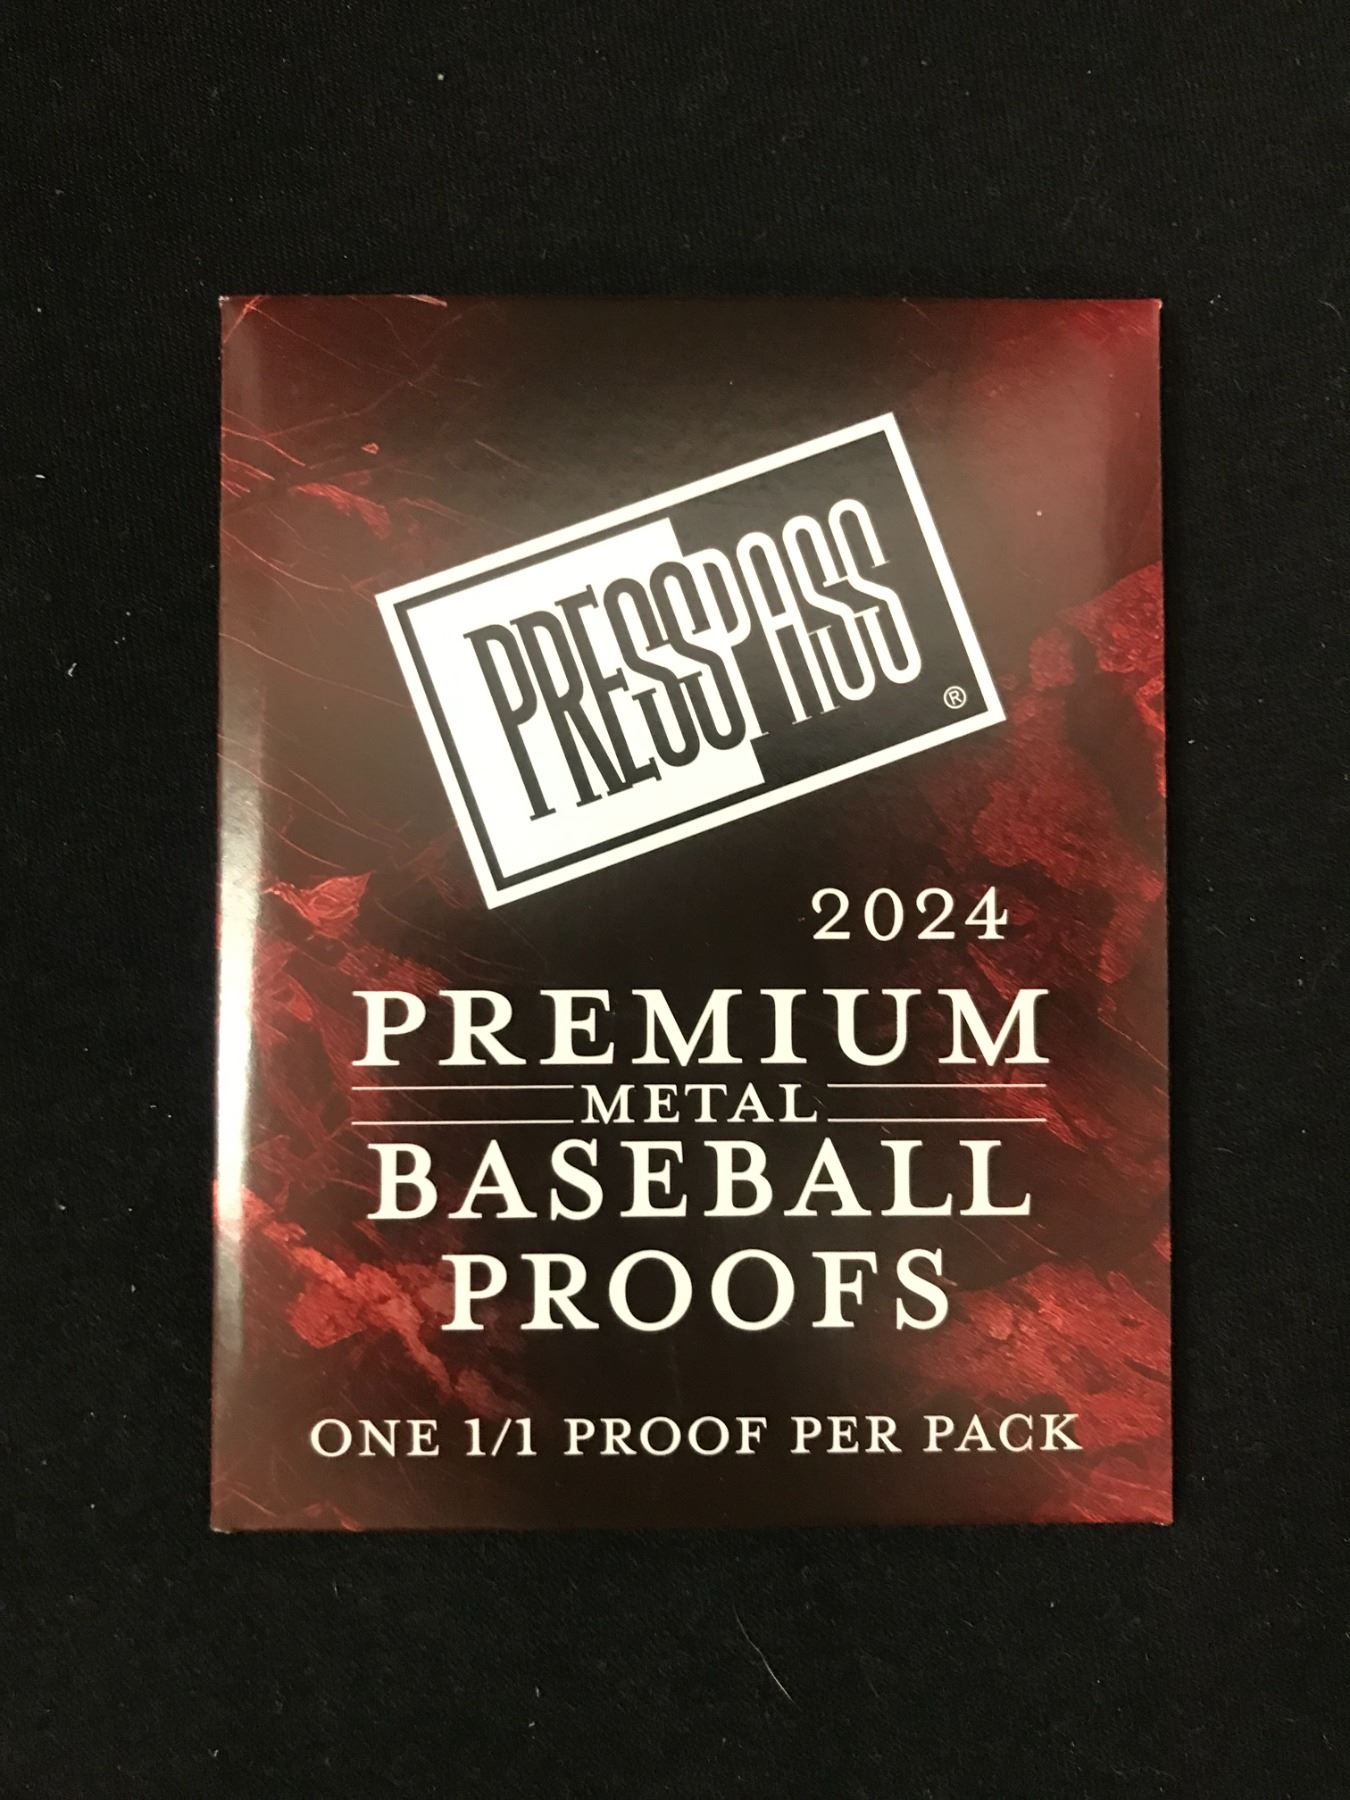 PRESSPASS
®
2024
PREMIUM
METAL
BASEBALL
PROOFS
ONE 1/1 PROOF PER PACK